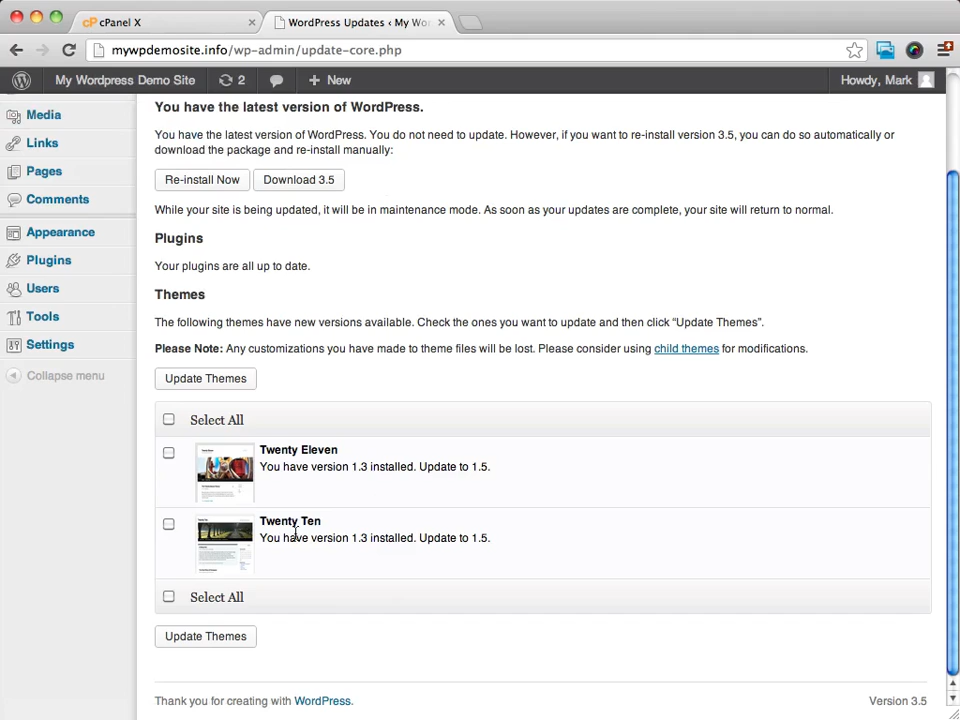 cPanel X
WordPress Updates ‹ My Wo
mywpdemosite.info/wp-admin/update-core.php
My Wordpress Demo Site
2
New
Howdy, Mark
Media
Links
Pages
Comments
Appearance
Plugins
Users
Tools
Settings
Collapse menu
You have the latest version of WordPress.
You have the latest version of WordPress. You do not need to update. However, if you want to re-install version 3.5, you can do so automatically or
download the package and re-install manually:
Re-install Now
Download 3.5
While your site is being updated, it will be in maintenance mode. As soon as your updates are complete, your site will return to normal.
Plugins
Your plugins are all up to date.
Themes
The following themes have new versions available. Check the ones you want to update and then click “Update Themes”.
Please Note: Any customizations you have made to theme files will be lost. Please consider using child themes for modifications.
Update Themes
Select All
Twenty Eleven
You have version 1.3 installed. Update to 1.5.
Twenty Ten
You have version 1.3 installed. Update to 1.5.
Select All
Update Themes
Thank you for creating with WordPress.
Version 3.5